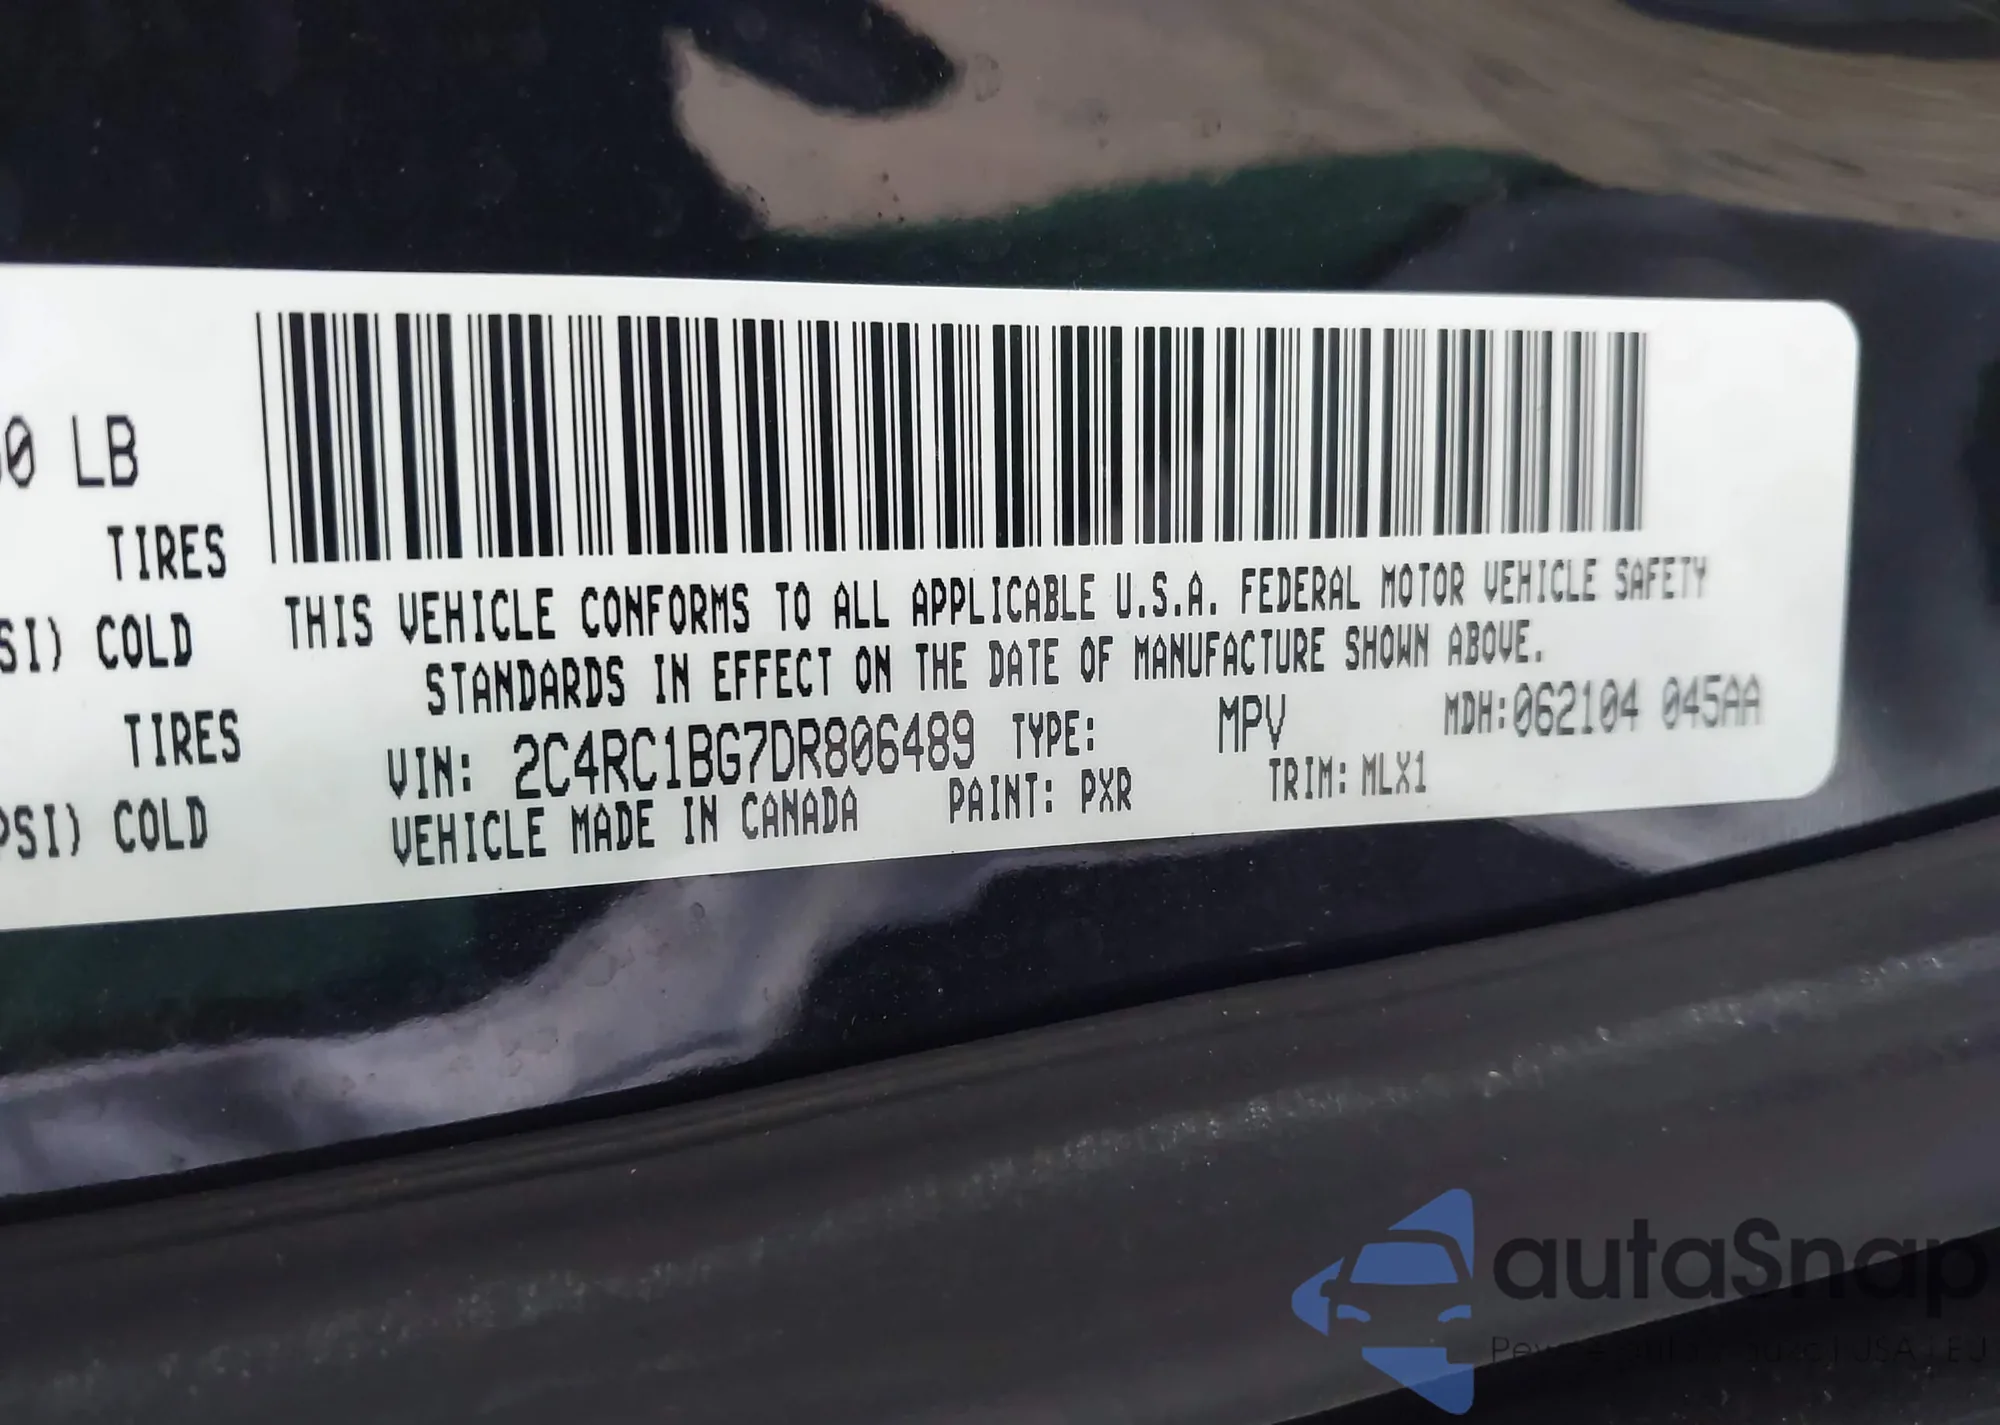 0 LB
TIRES
SI) COLD
TIRES
PSI) COLD
THIS VEHICLE CONFORMS TO ALL APPLICABLE U.S.A. FEDERAL MOTOR VEHICLE SAFETY
STANDARDS IN EFFECT ON THE DATE OF MANUFACTURE SHOWN ABOVE.
VIN: 2C4RC1BG7DR806489 TYPE: MPV MDH:062104 045AA
VEHICLE MADE IN CANADA PAINT: PXR TRIM: MLX1
autaSnap